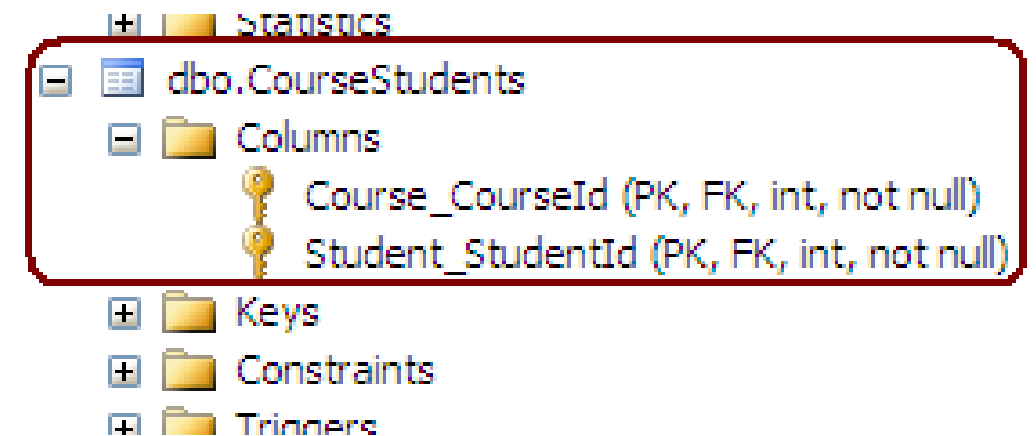 Statistics
dbo.CourseStudents
Columns
Course_CourseId (PK, FK, int, not null)
Student_StudentId (PK, FK, int, not null)
Keys
Constraints
Triggers